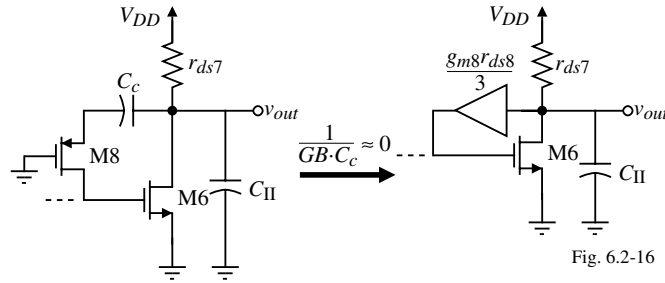 V_DD
r_ds7
C_c
v_out
M8
M6
C_II
1/(GB·C_c) ≈ 0
V_DD
g_m8 r_ds8 / 3
r_ds7
v_out
M6
C_II
Fig. 6.2-16